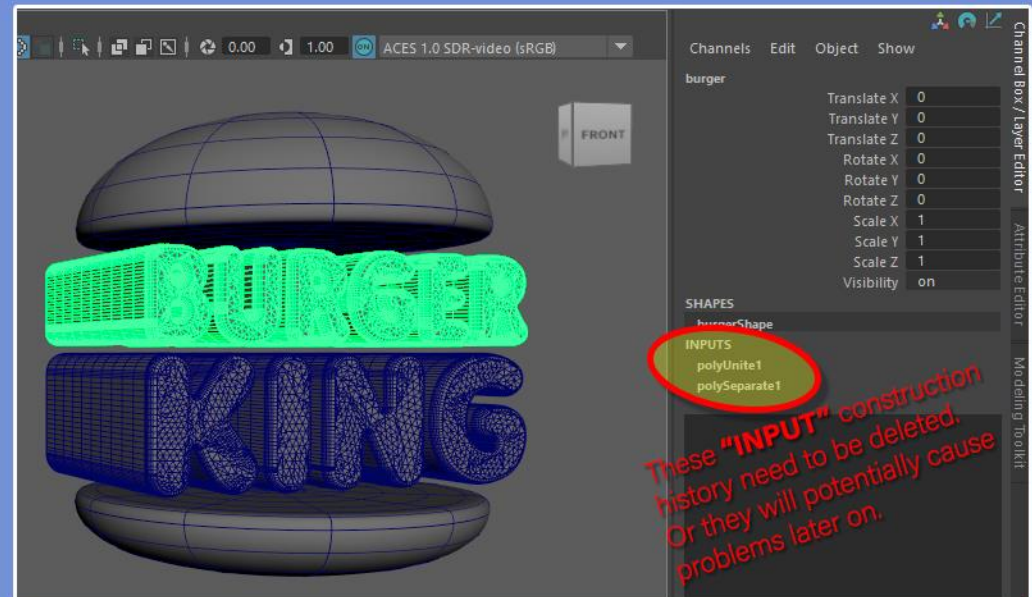 0.00
1.00
ON
ACES 1.0 SDR-video (sRGB)
FRONT
BURGER
KING
Channels Edit Object Show
burger
Translate X 0
Translate Y 0
Translate Z 0
Rotate X 0
Rotate Y 0
Rotate Z 0
Scale X 1
Scale Y 1
Scale Z 1
Visibility on
SHAPES
burgerShape
INPUTS
polyUnite1
polySeparate1
These "INPUT" construction
history need to be deleted.
Or they will potentially cause
problems later on.
Channel Box / Layer Editor
Attribute Editor
Modeling Toolkit